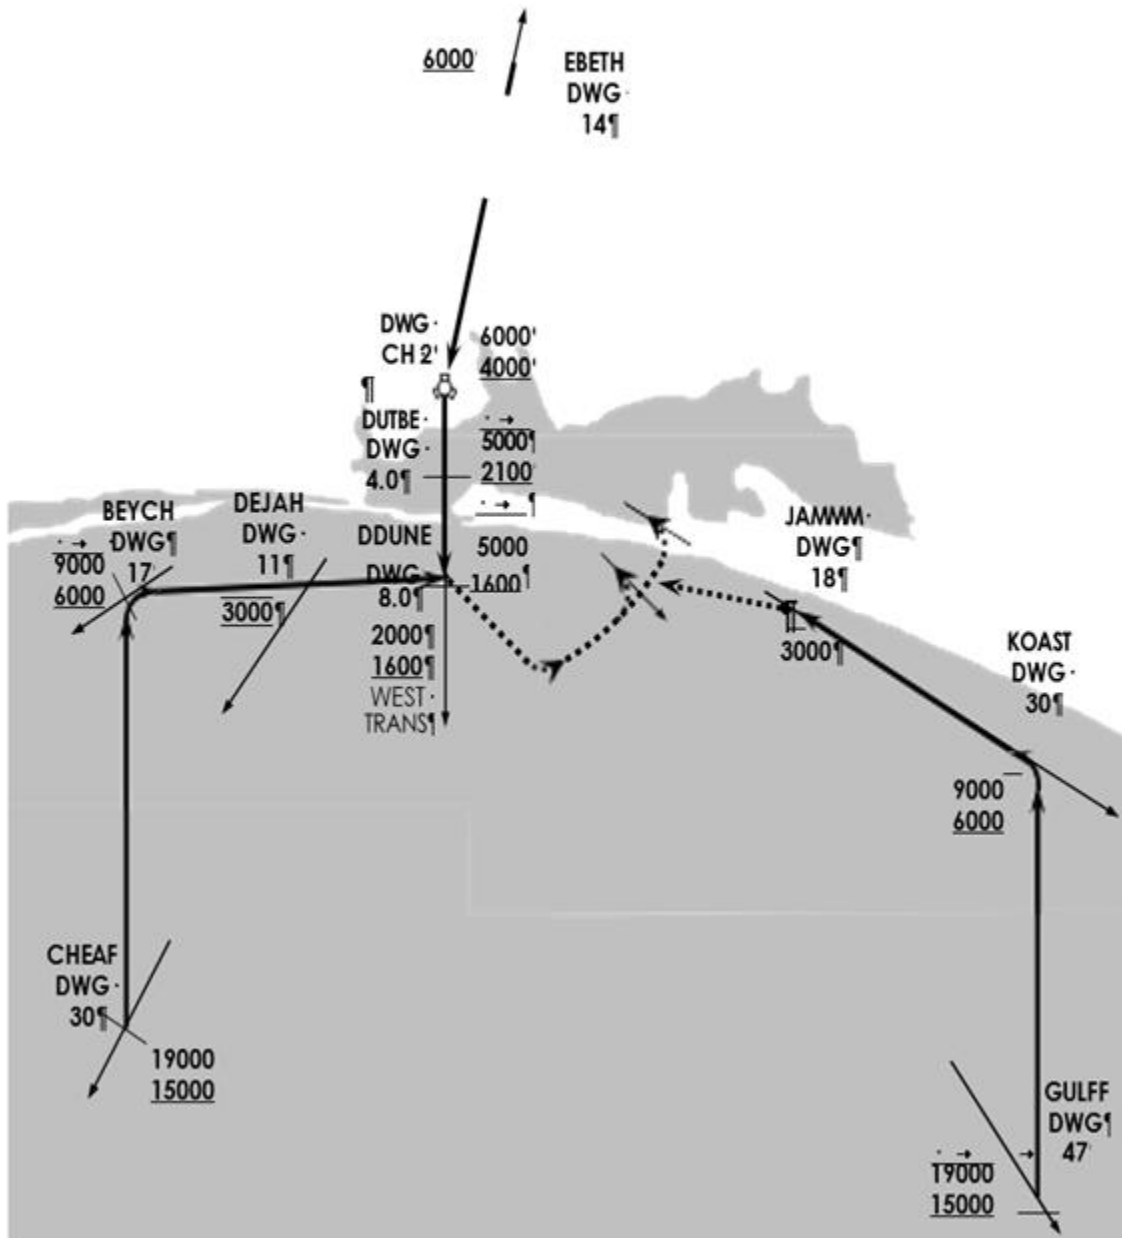 6000'
EBETH
DWG·
14¶
DWG·
CH 2'
¶
6000'
4000'
DUTBE·
DWG·
4.0¶
· →
5000¶
2100'
· → ¶
BEYCH
DWG¶
17
· →
9000
6000
DEJAH
DWG·
11¶
3000¶
DDUNE
DWG·
8.0¶
5000
1600¶
2000¶
1600¶
WEST·
TRANS¶
JAMMM·
DWG¶
18¶
¶
3000¶
KOAST
DWG·
30¶
9000
6000
CHEAF
DWG·
30¶
19000
15000
GULFF
DWG¶
47'
· → →
19000
15000